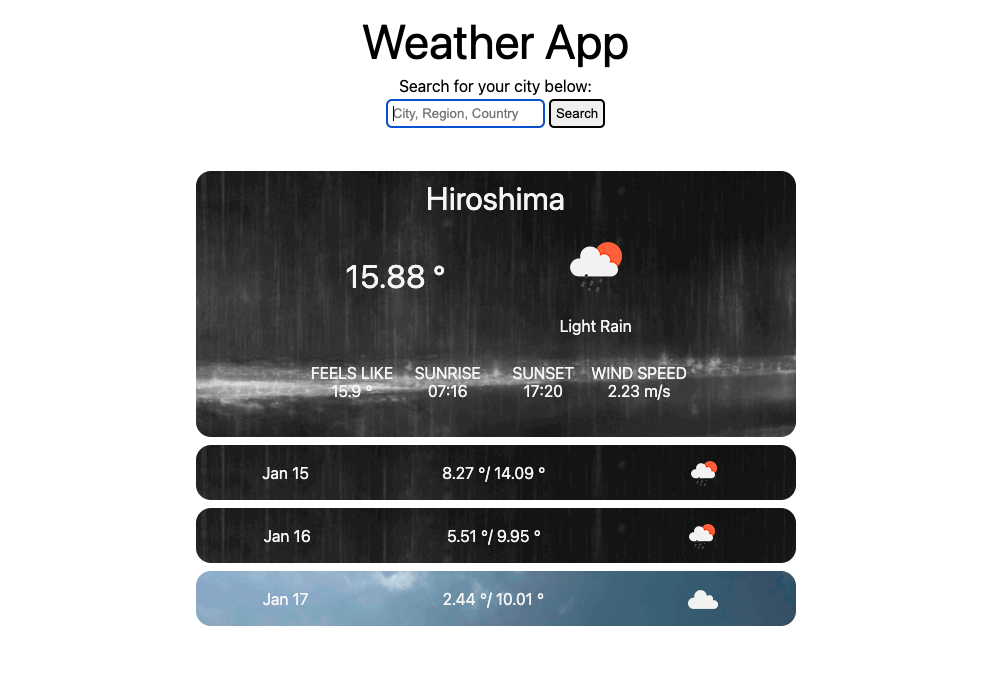 Weather App
Search for your city below:
City, Region, Country Search
Hiroshima
15.88 °
Light Rain
FEELS LIKE SUNRISE SUNSET WIND SPEED
15.9 ° 07:16 17:20 2.23 m/s
Jan 15 8.27 °/ 14.09 °
Jan 16 5.51 °/ 9.95 °
Jan 17 2.44 °/ 10.01 °